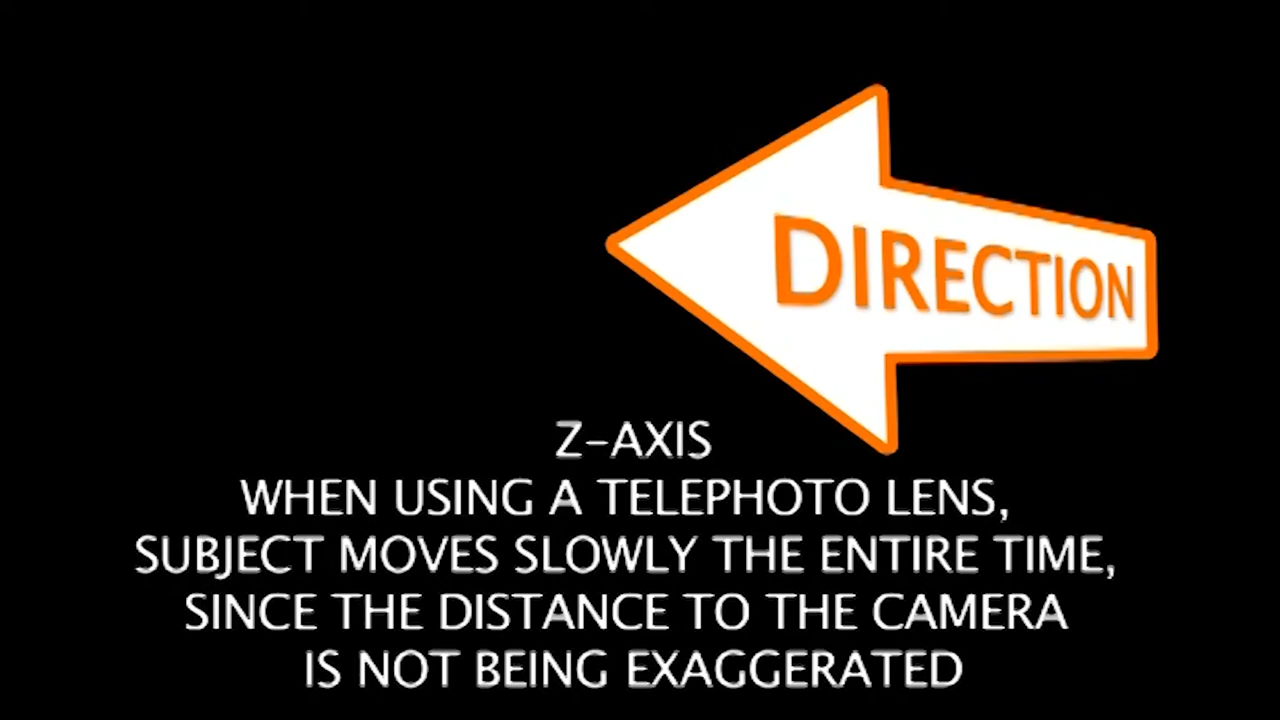 DIRECTION
Z-AXIS
WHEN USING A TELEPHOTO LENS,
SUBJECT MOVES SLOWLY THE ENTIRE TIME,
SINCE THE DISTANCE TO THE CAMERA
IS NOT BEING EXAGGERATED